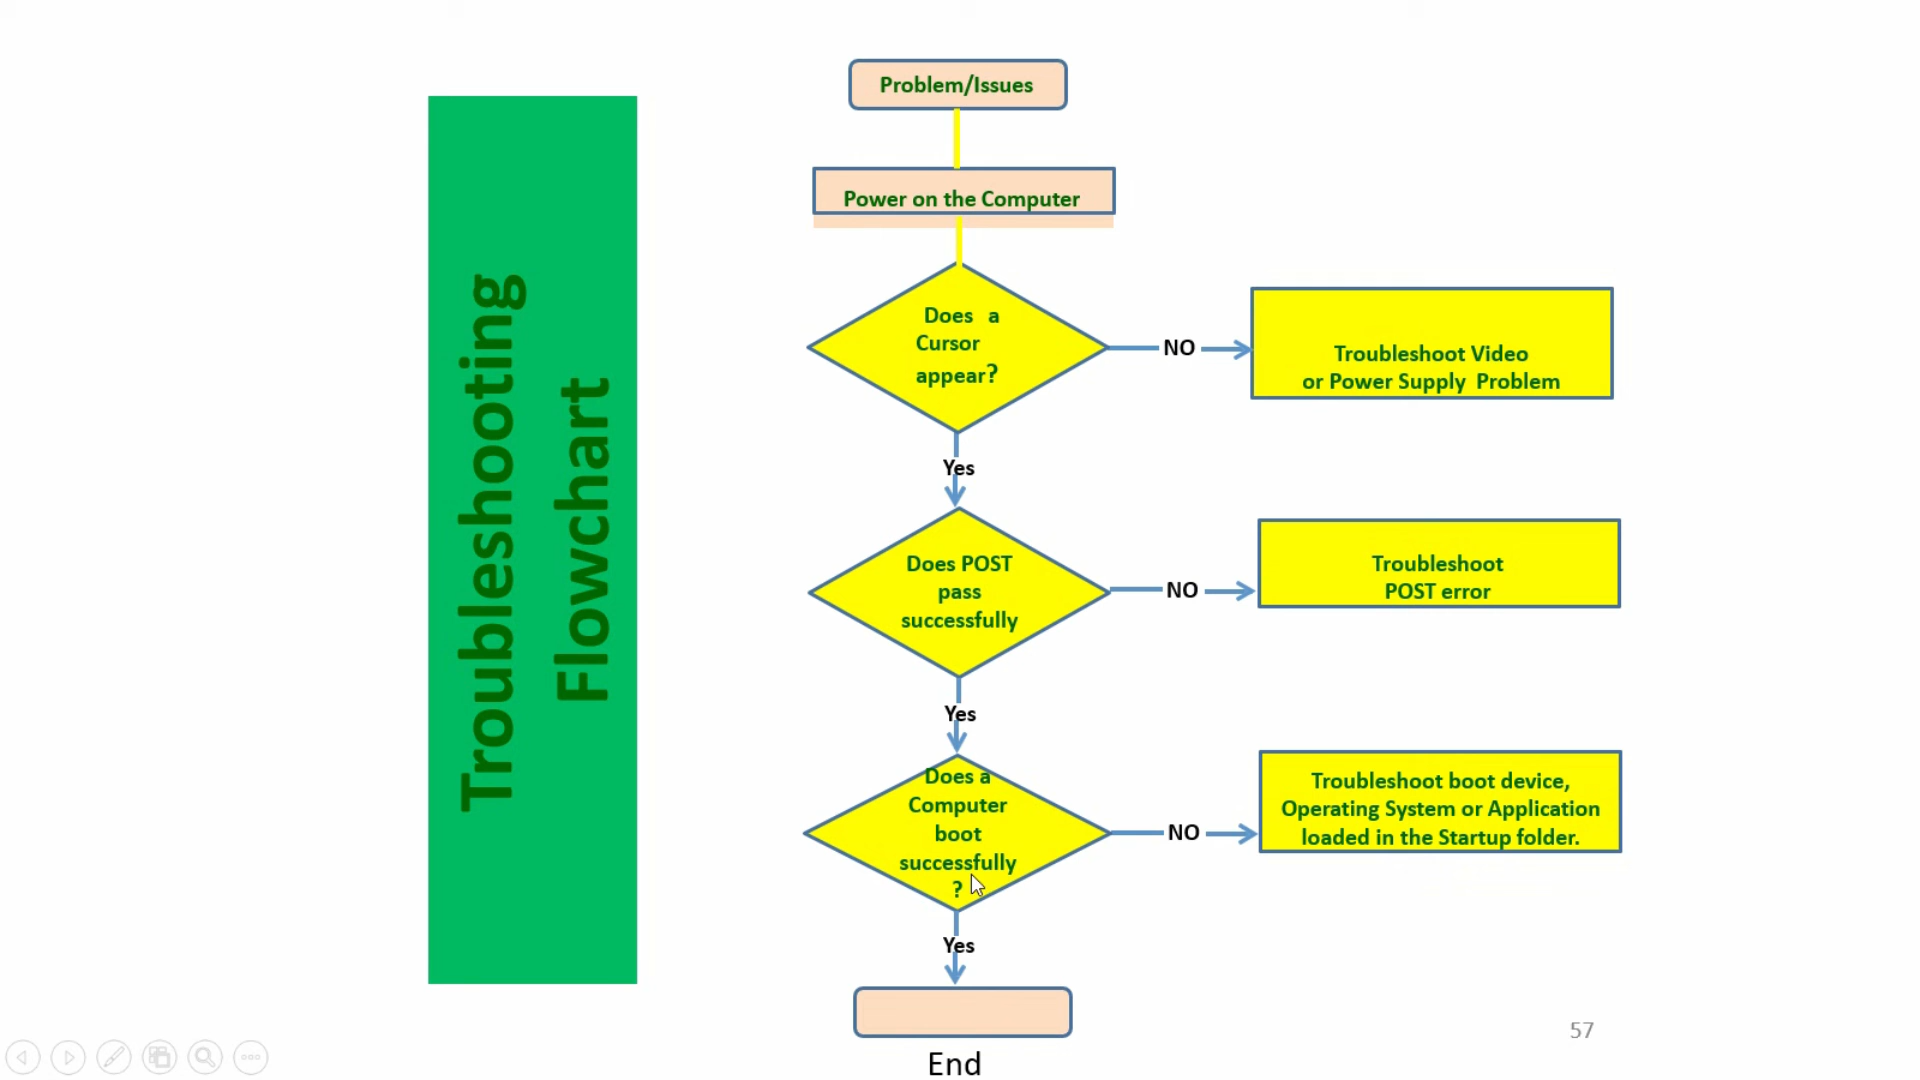 Troubleshooting
Flowchart
Problem/Issues
Power on the Computer
Does a
Cursor
appear?
NO
Troubleshoot Video
or Power Supply Problem
Yes
Does POST
pass
successfully
NO
Troubleshoot
POST error
Yes
Does a
Computer
boot
successfully
?
NO
Troubleshoot boot device,
Operating System or Application
loaded in the Startup folder.
Yes
End
57